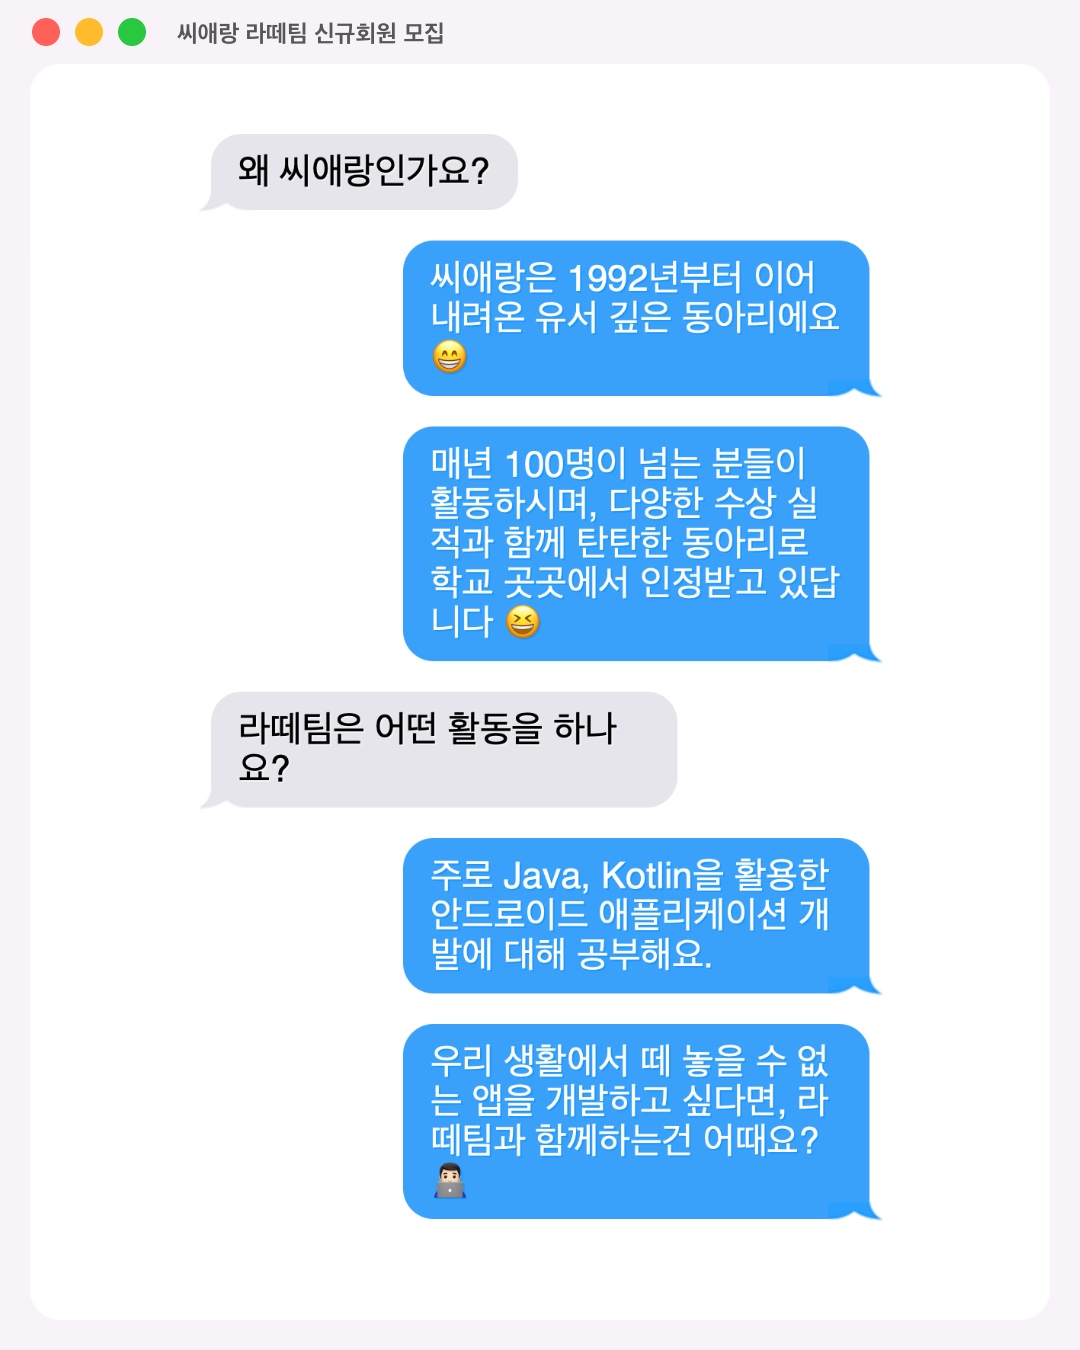 씨애랑 라떼팀 신규회원 모집
왜 씨애랑인가요?
씨애랑은 1992년부터 이어
내려온 유서 깊은 동아리에요
😁
매년 100명이 넘는 분들이
활동하시며, 다양한 수상 실
적과 함께 탄탄한 동아리로
학교 곳곳에서 인정받고 있답
니다 😆
라떼팀은 어떤 활동을 하나
요?
주로 Java, Kotlin을 활용한
안드로이드 애플리케이션 개
발에 대해 공부해요.
우리 생활에서 떼 놓을 수 없
는 앱을 개발하고 싶다면, 라
떼팀과 함께하는건 어때요?
👨🏻‍💻